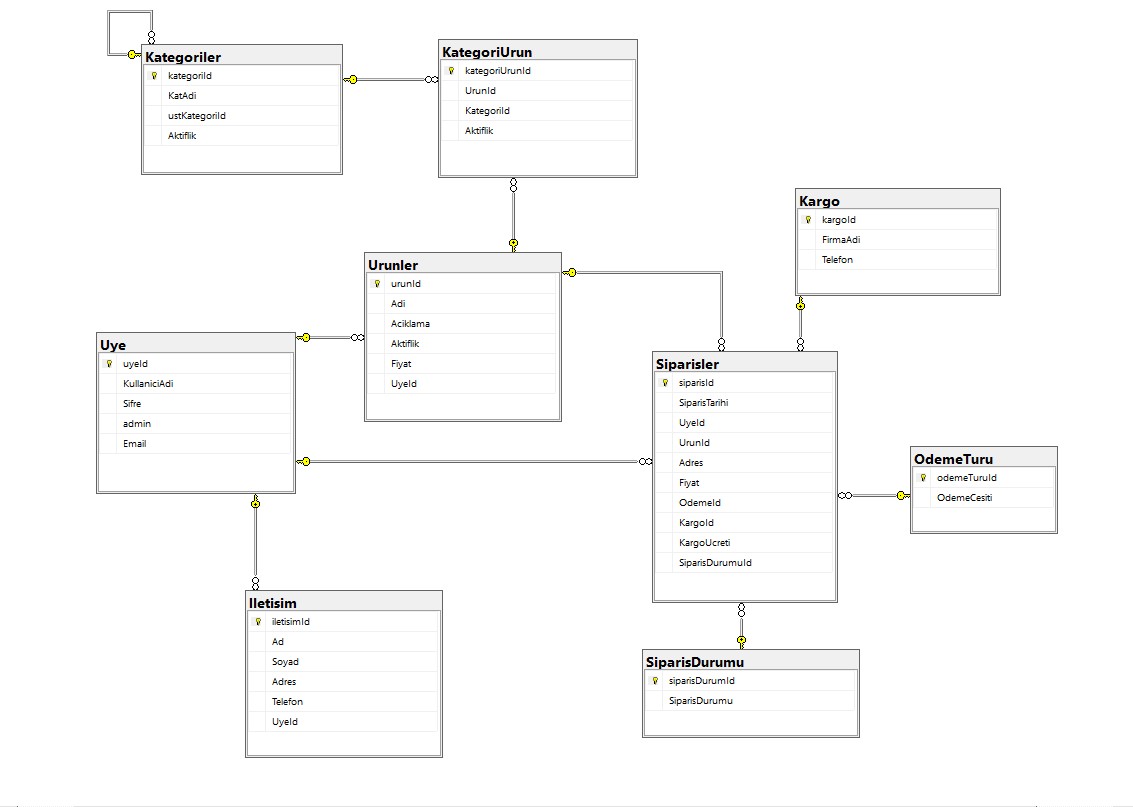 Kategoriler
kategoriId
KatAdi
ustKategoriId
Aktiflik
KategoriUrun
kategoriUrunId
UrunId
KategoriId
Aktiflik
Kargo
kargoId
FirmaAdi
Telefon
Urunler
urunId
Adi
Aciklama
Aktiflik
Fiyat
UyeId
Uye
uyeId
KullaniciAdi
Sifre
admin
Email
Siparisler
siparisId
SiparisTarihi
UyeId
UrunId
Adres
Fiyat
OdemeId
KargoId
KargoUcreti
SiparisDurumuId
OdemeTuru
odemeTuruId
OdemeCesiti
Iletisim
iletisimId
Ad
Soyad
Adres
Telefon
UyeId
SiparisDurumu
siparisDurumId
SiparisDurumu